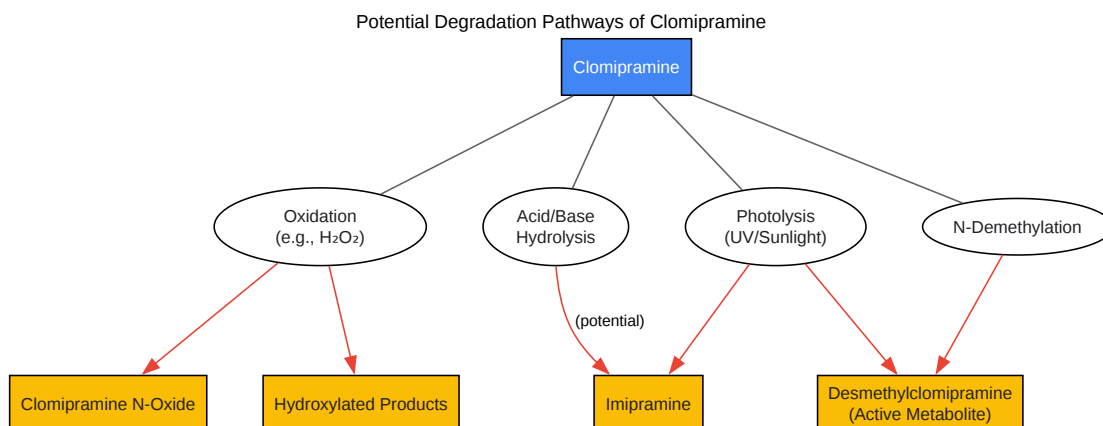 Potential Degradation Pathways of Clomipramine
Clomipramine
Oxidation
(e.g., H₂O₂)
Acid/Base
Hydrolysis
Photolysis
(UV/Sunlight)
N-Demethylation
(potential)
Clomipramine N-Oxide
Hydroxylated Products
Imipramine
Desmethylclomipramine
(Active Metabolite)